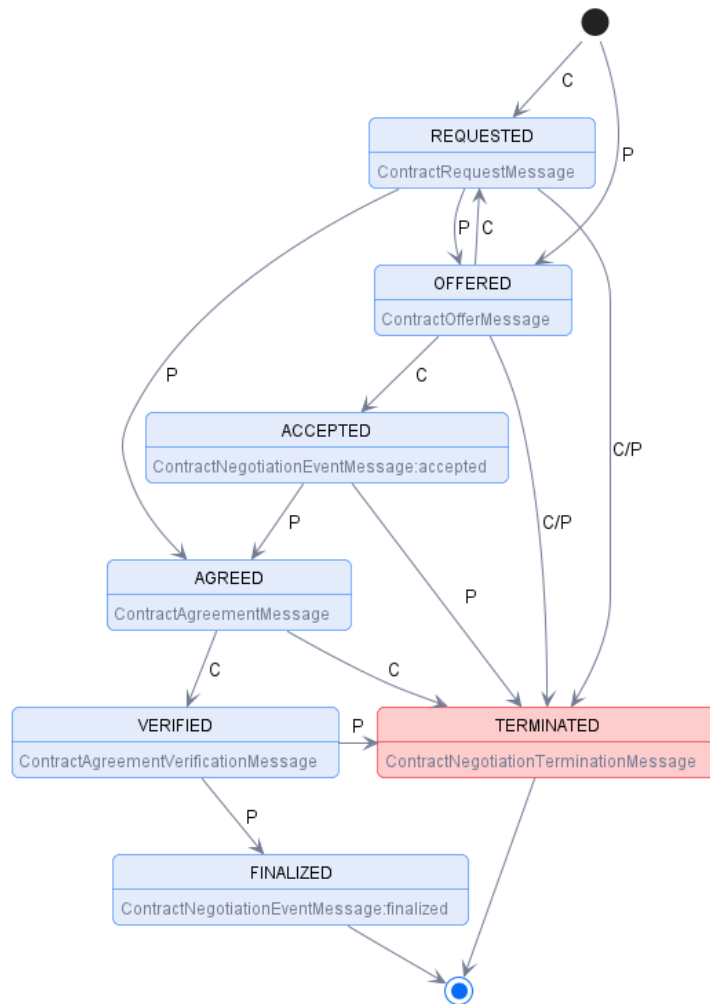 C
P
REQUESTED
ContractRequestMessage
P
C
OFFERED
ContractOfferMessage
P
C
C/P
ACCEPTED
ContractNegotiationEventMessage:accepted
C/P
P
P
AGREED
ContractAgreementMessage
C
C
VERIFIED
ContractAgreementVerificationMessage
P
TERMINATED
ContractNegotiationTerminationMessage
P
FINALIZED
ContractNegotiationEventMessage:finalized